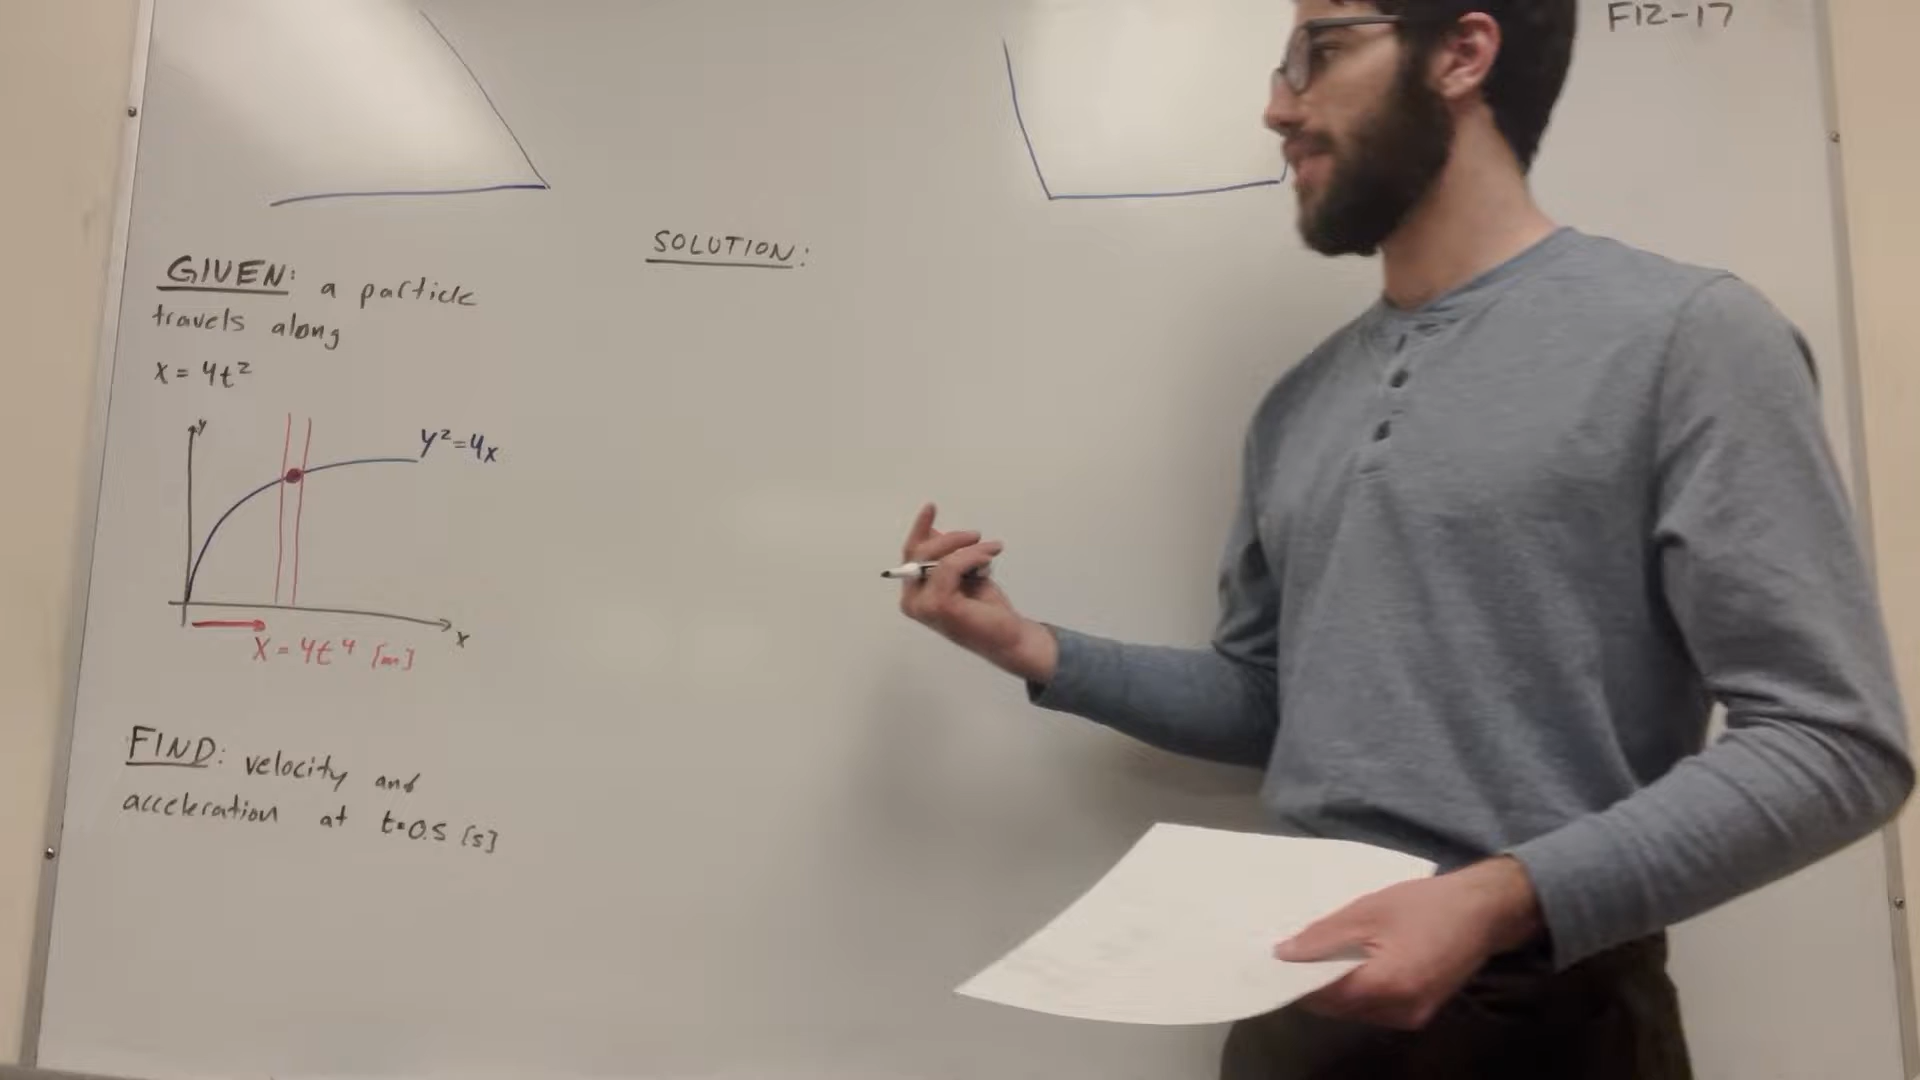 F12-17
SOLUTION:
GIVEN: a particle
travels along
x = 4t²
y
y²=4x
x
x = 4t⁴ [m]
FIND: velocity and
acceleration at t=0.5 [s]